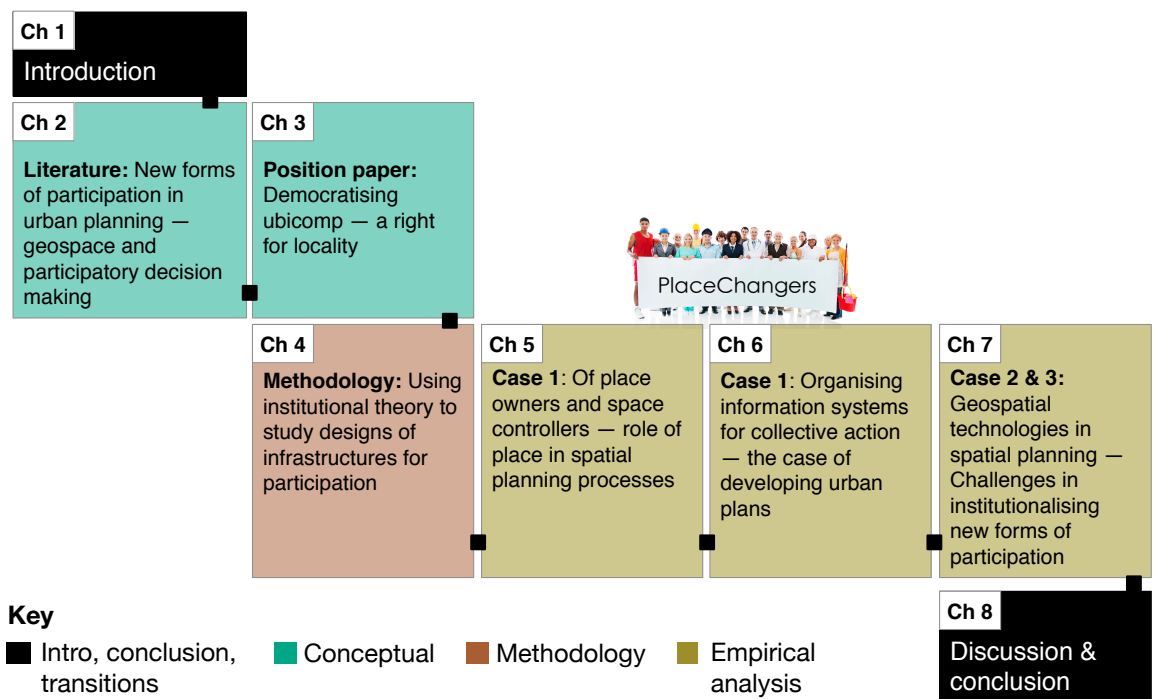 Ch 1
Introduction
Ch 2
Literature: New forms
of participation in
urban planning —
geospace and
participatory decision
making
Ch 3
Position paper:
Democratising
ubicomp — a right
for locality
PlaceChangers
Ch 4
Methodology: Using
institutional theory to
study designs of
infrastructures for
participation
Ch 5
Case 1: Of place
owners and space
controllers — role of
place in spatial
planning processes
Ch 6
Case 1: Organising
information systems
for collective action
— the case of
developing urban
plans
Ch 7
Case 2 & 3:
Geospatial
technologies in
spatial planning —
Challenges in
institutionalising
new forms of
participation
Ch 8
Discussion &
conclusion
Key
Intro, conclusion,
transitions
Conceptual
Methodology
Empirical
analysis